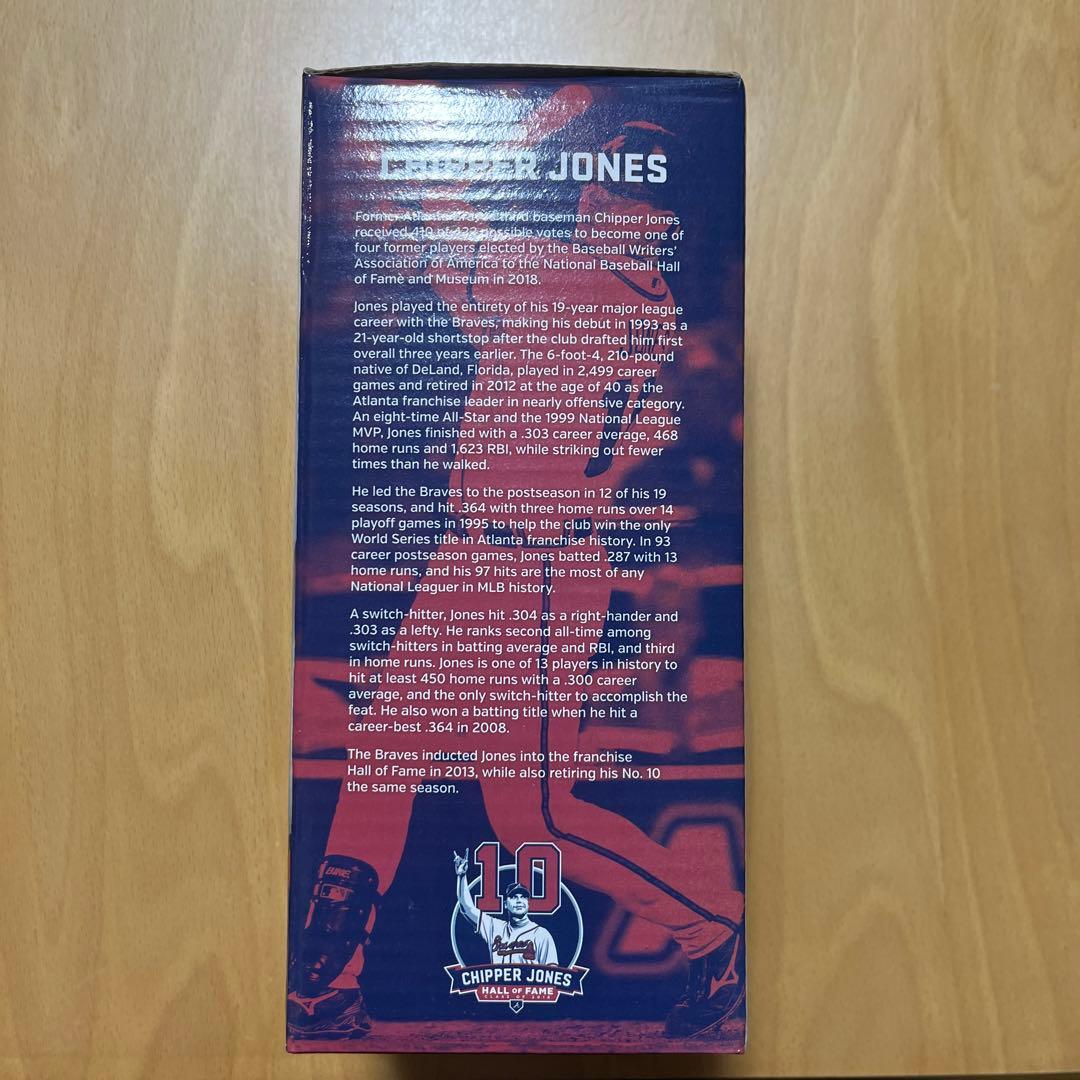 CHIPPER JONES
Former Atlanta Braves third baseman Chipper Jones
received 410 of 422 possible votes to become one of
four former players elected by the Baseball Writers'
Association of America to the National Baseball Hall
of Fame and Museum in 2018.
Jones played the entirety of his 19-year major league
career with the Braves, making his debut in 1993 as a
21-year-old shortstop after the club drafted him first
overall three years earlier. The 6-foot-4, 210-pound
native of DeLand, Florida, played in 2,499 career
games and retired in 2012 at the age of 40 as the
Atlanta franchise leader in nearly offensive category.
An eight-time All-Star and the 1999 National League
MVP, Jones finished with a .303 career average, 468
home runs and 1,623 RBI, while striking out fewer
times than he walked.
He led the Braves to the postseason in 12 of his 19
seasons, and hit .364 with three home runs over 14
playoff games in 1995 to help the club win the only
World Series title in Atlanta franchise history. In 93
career postseason games, Jones batted .287 with 13
home runs, and his 97 hits are the most of any
National Leaguer in MLB history.
A switch-hitter, Jones hit .304 as a right-hander and
.303 as a lefty. He ranks second all-time among
switch-hitters in batting average and RBI, and third
in home runs. Jones is one of 13 players in history to
hit at least 450 home runs with a .300 career
average, and the only switch-hitter to accomplish the
feat. He also won a batting title when he hit a
career-best .364 in 2008.
The Braves inducted Jones into the franchise
Hall of Fame in 2013, while also retiring his No. 10
the same season.
10
Braves
CHIPPER JONES
HALL OF FAME
CLASS OF 2018